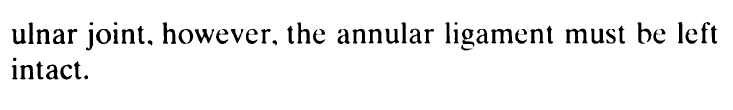 ulnar joint, however, the annular ligament must be left
intact.